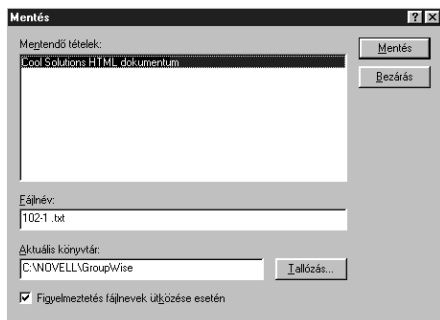 Mentés
Mentendő tételek:
Cool Solutions HTML dokumentum
Mentés
Bezárás
Fájlnév:
102-1 .txt
Aktuális könyvtár:
C:\NOVELL\GroupWise
Tallózás...
Figyelmeztetés fájlnevek ütközése esetén